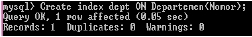 mysql> Create index dept ON Departemen(Nomor);
Query OK, 1 row affected (0.05 sec)
Records: 1  Duplicates: 0  Warnings: 0